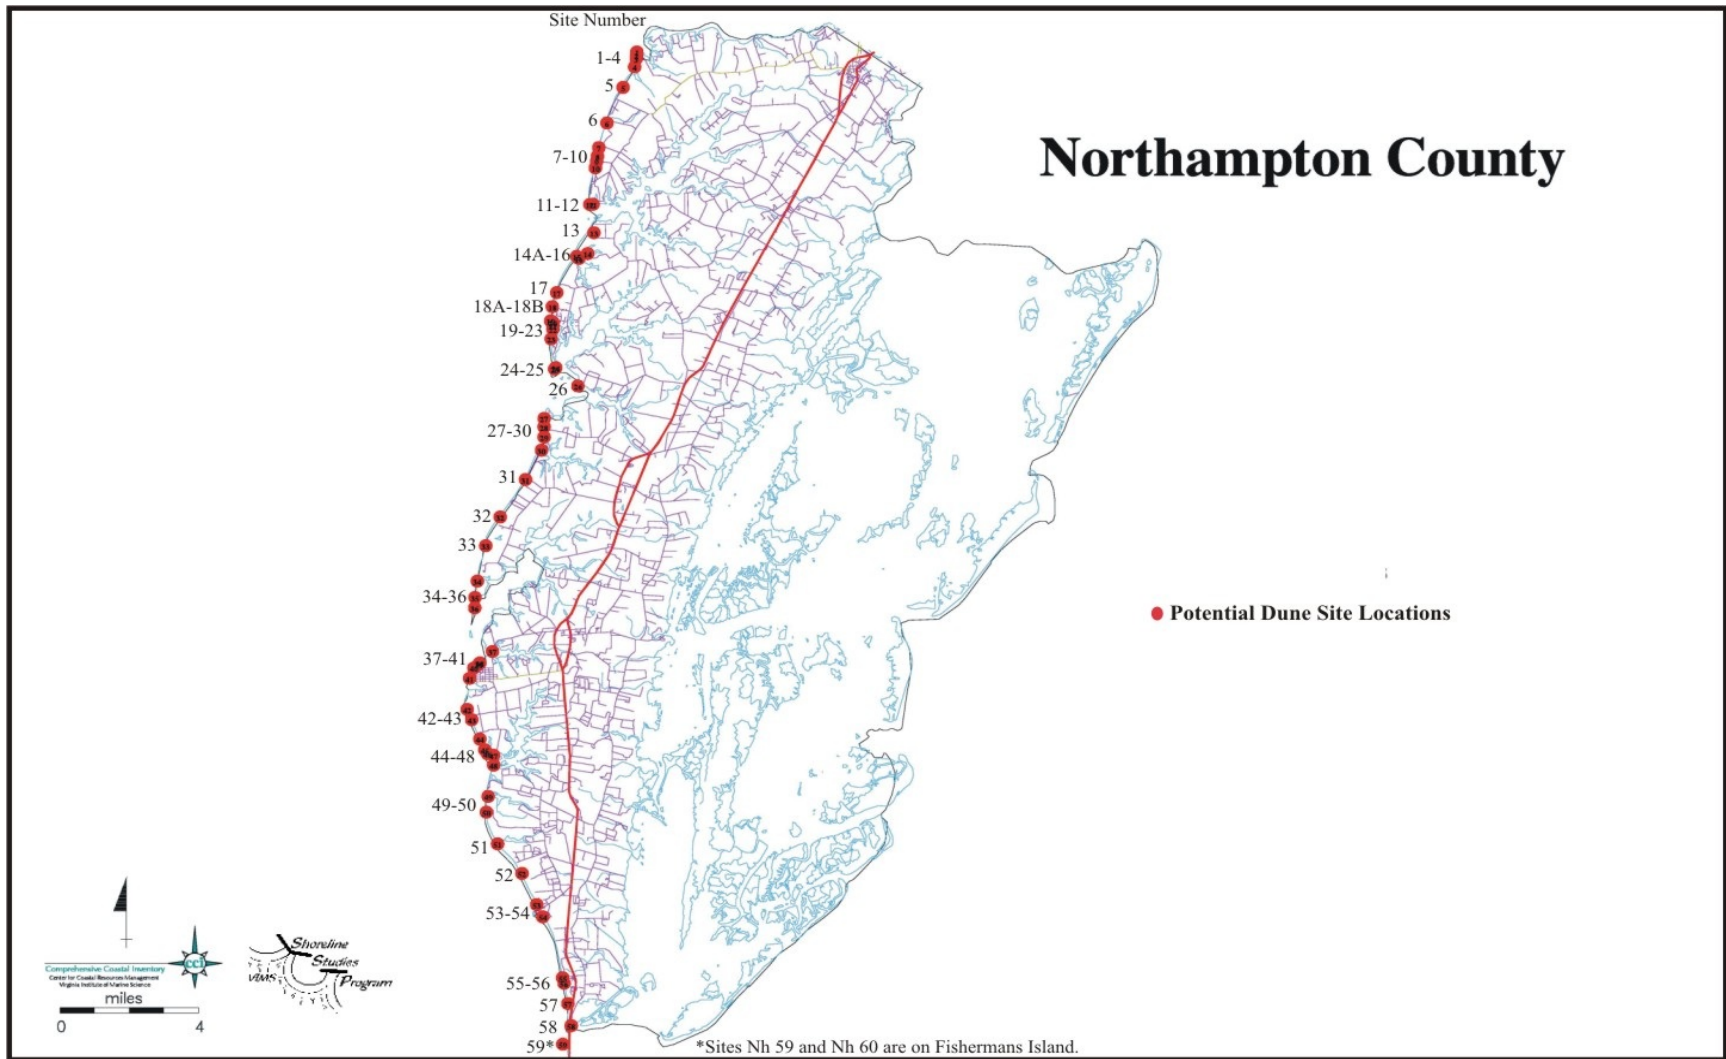 Site Number
1-4
5
6
7-10
11-12
13
14A-16
17
18A-18B
19-23
24-25
26
27-30
31
32
33
34-36
37-41
42-43
44-48
49-50
51
52
53-54
55-56
57
58
59*
Northampton County
Potential Dune Site Locations
*Sites Nh 59 and Nh 60 are on Fishermans Island.
Comprehensive Coastal Inventory
Center for Coastal Resources Management
Virginia Institute of Marine Science
cci
miles
0 4
Shoreline
Studies
VIMS
Program